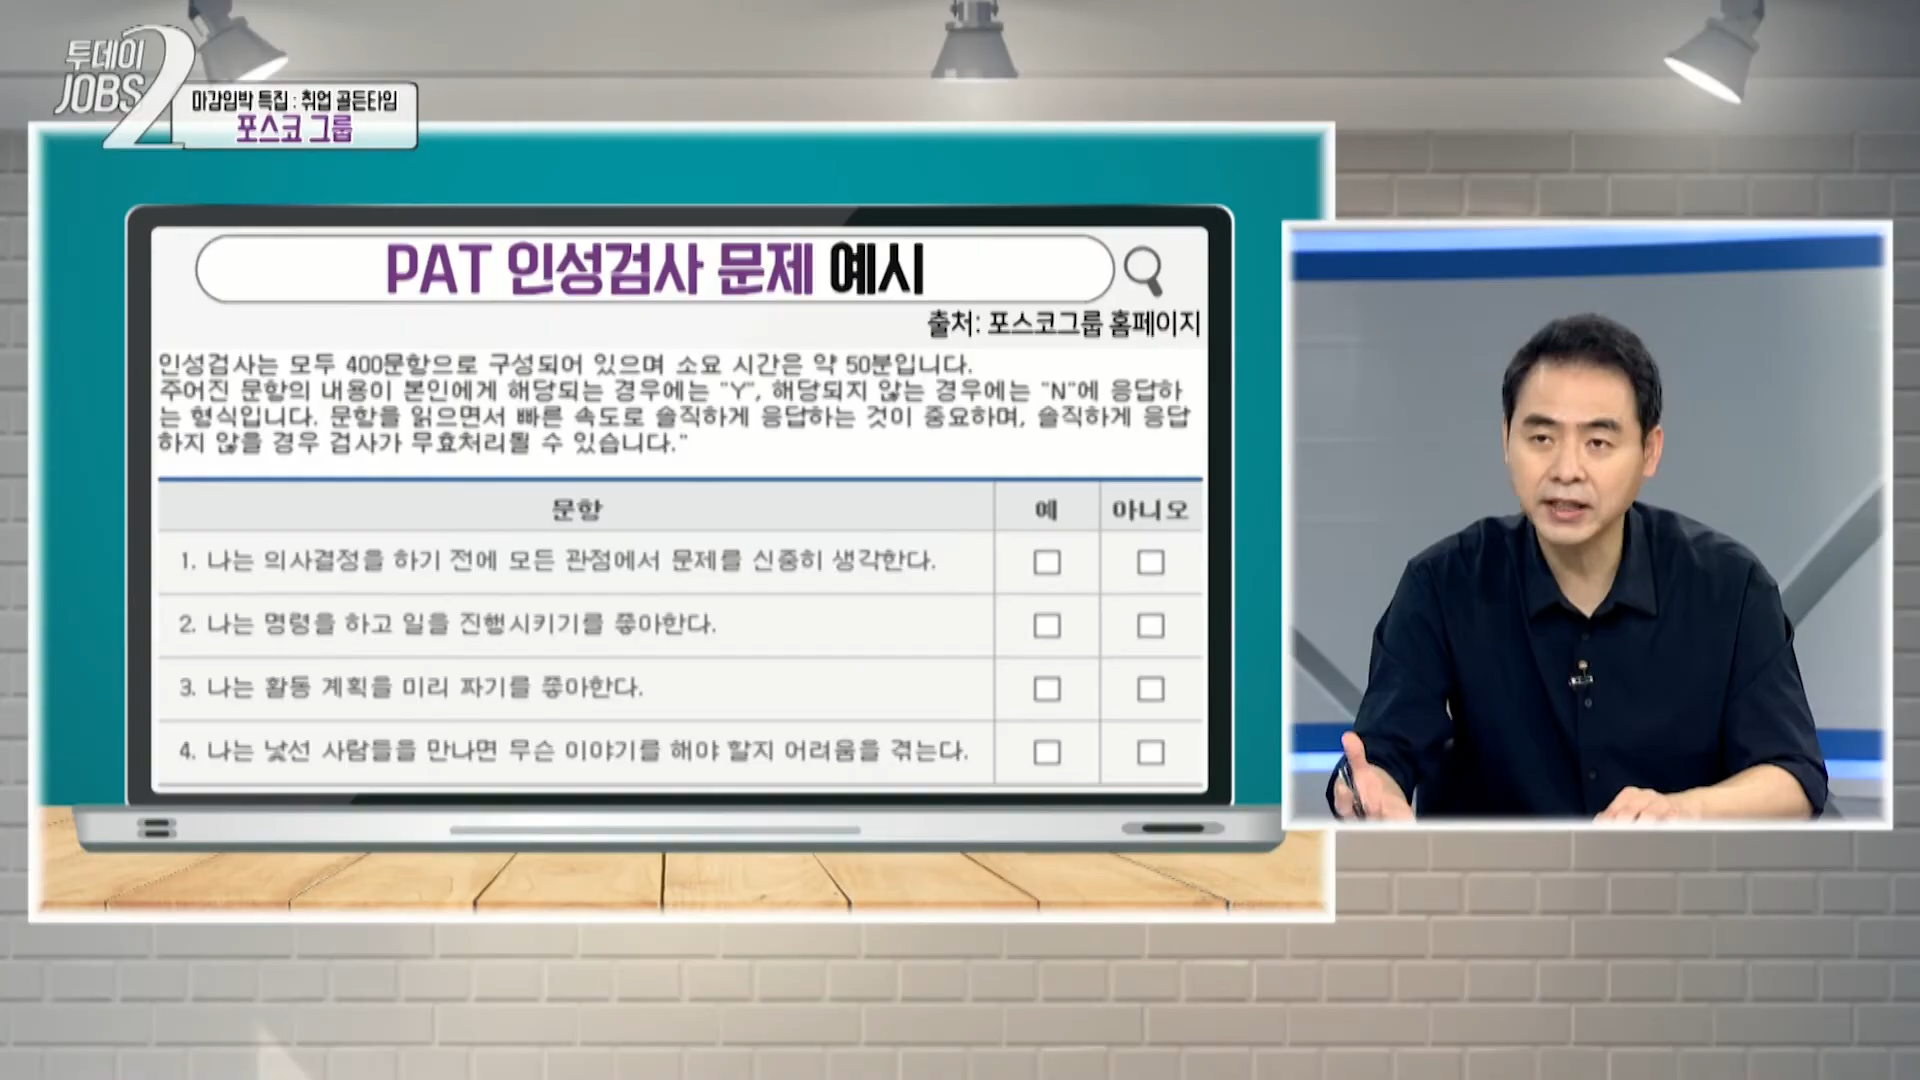 투데이
JOBS 2
마감임박 특집 : 취업 골든타임
포스코 그룹
PAT 인성검사 문제 예시
출처: 포스코그룹 홈페이지
인성검사는 모두 400문항으로 구성되어 있으며 소요 시간은 약 50분입니다.
주어진 문항의 내용이 본인에게 해당되는 경우에는 "Y", 해당되지 않는 경우에는 "N"에 응답하
는 형식입니다. 문항을 읽으면서 빠른 속도로 솔직하게 응답하는 것이 중요하며, 솔직하게 응답
하지 않을 경우 검사가 무효처리될 수 있습니다."
문항 예 아니오
1. 나는 의사결정을 하기 전에 모든 관점에서 문제를 신중히 생각한다.
2. 나는 명령을 하고 일을 진행시키기를 좋아한다.
3. 나는 활동 계획을 미리 짜기를 좋아한다.
4. 나는 낯선 사람들을 만나면 무슨 이야기를 해야 할지 어려움을 겪는다.